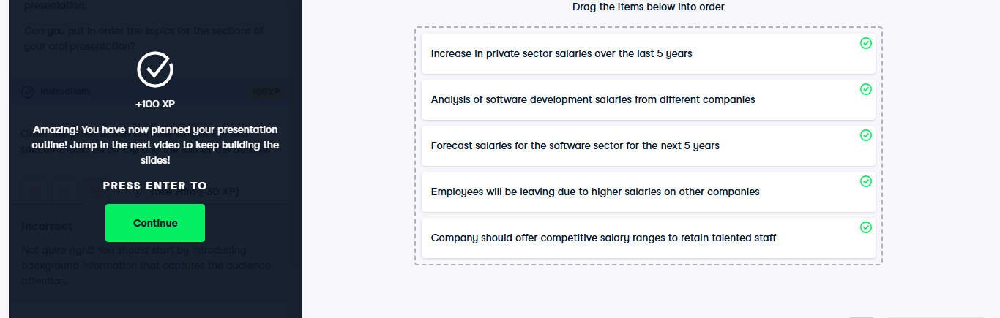 presentation.
Can you put in order the topics for the sections of
your oral presentation?
Instructions
100XP
+100 XP
Amazing! You have now planned your presentation
outline! Jump in the next video to keep building the
slides!
PRESS ENTER TO
Take Hint (-30 XP)
Continue
Incorrect
Not quire right! You should start by introducing
background information that captures the audience
attention.
Drag the items below into order
Increase in private sector salaries over the last 5 years
Analysis of software development salaries from different companies
Forecast salaries for the software sector for the next 5 years
Employees will be leaving due to higher salaries on other companies
Company should offer competitive salary ranges to retain talented staff